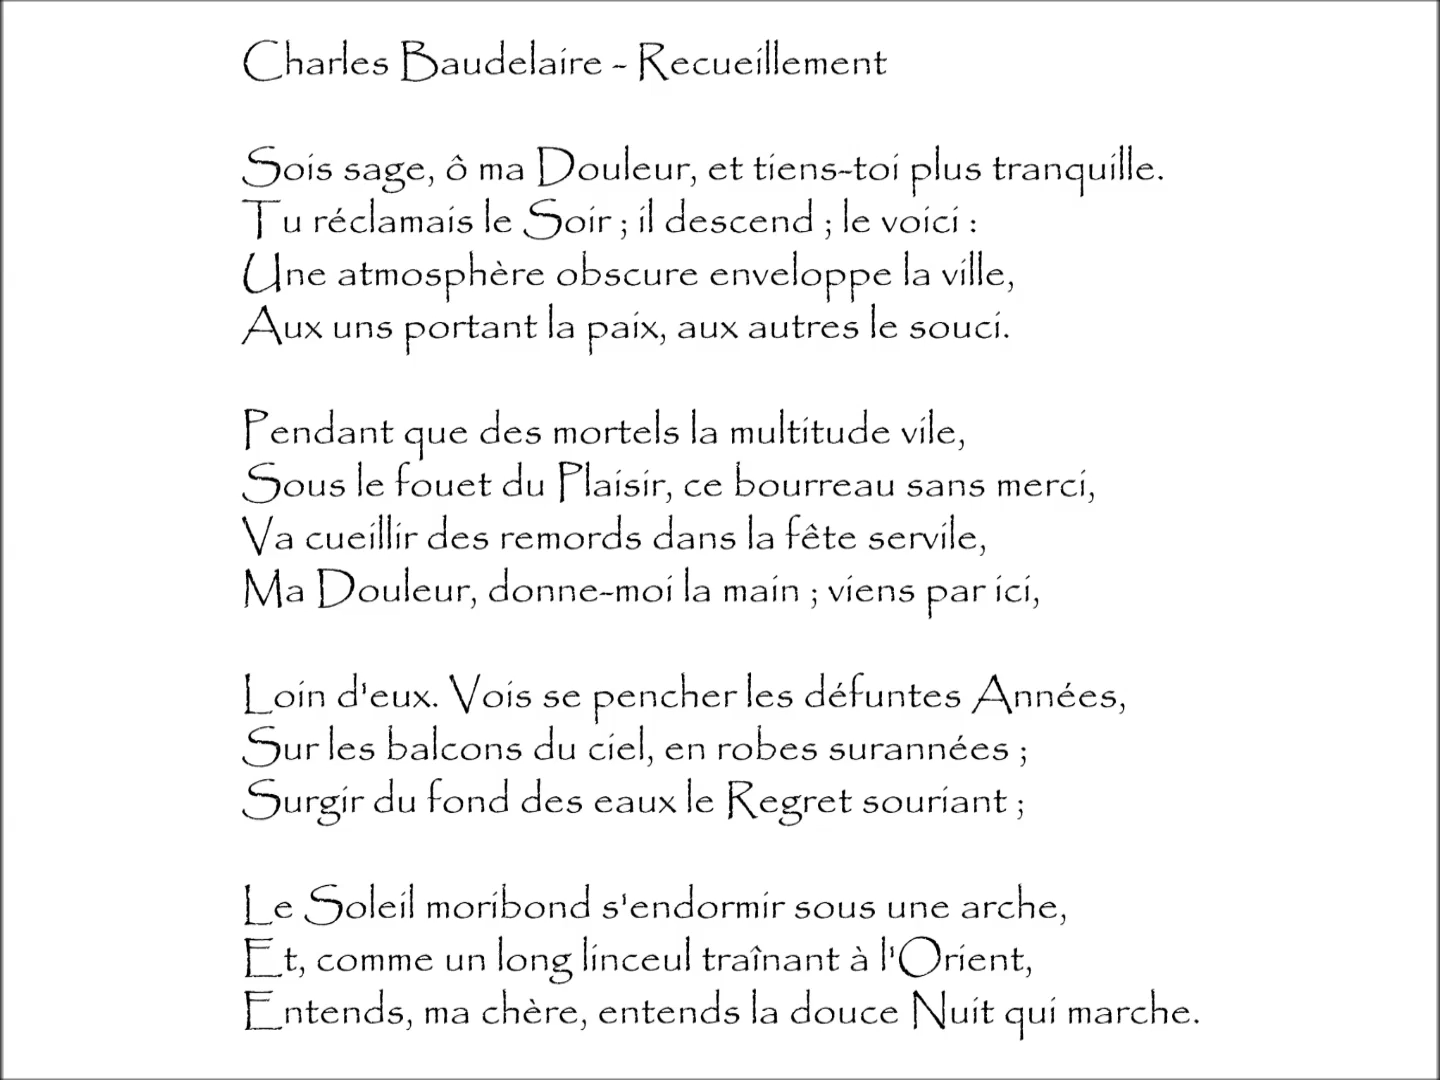 Charles Baudelaire - Recueillement
Sois sage, ô ma Douleur, et tiens-toi plus tranquille.
Tu réclamais le Soir ; il descend ; le voici :
Une atmosphère obscure enveloppe la ville,
Aux uns portant la paix, aux autres le souci.
Pendant que des mortels la multitude vile,
Sous le fouet du Plaisir, ce bourreau sans merci,
Va cueillir des remords dans la fête servile,
Ma Douleur, donne-moi la main ; viens par ici,
Loin d'eux. Vois se pencher les défuntes Années,
Sur les balcons du ciel, en robes surannées ;
Surgir du fond des eaux le Regret souriant ;
Le Soleil moribond s'endormir sous une arche,
Et, comme un long linceul traînant à l'Orient,
Entends, ma chère, entends la douce Nuit qui marche.